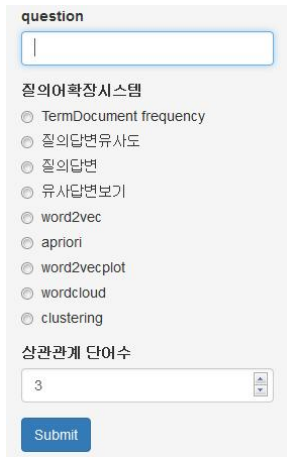 question
질의어확장시스템
TermDocument frequency
질의답변유사도
질의답변
유사답변보기
word2vec
apriori
word2vecplot
wordcloud
clustering
상관관계 단어수
3
Submit